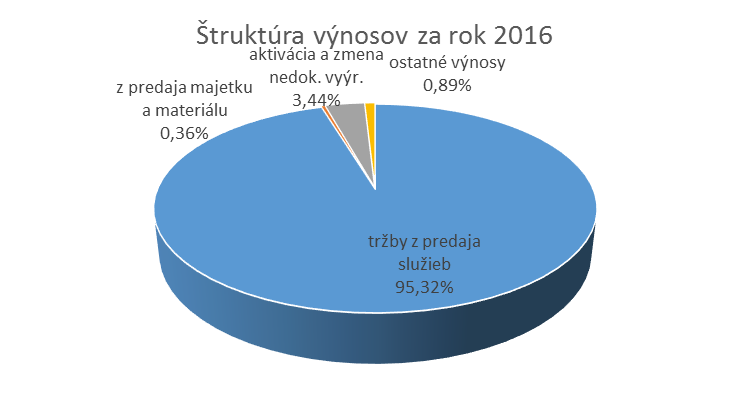 Štruktúra výnosov za rok 2016
aktivácia a zmena
nedok. vyýr.
3,44%
ostatné výnosy
0,89%
z predaja majetku
a materiálu
0,36%
tržby z predaja
služieb
95,32%